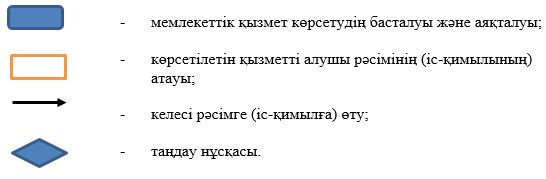 - мемлекеттік қызмет көрсетудің басталуы және аяқталуы;
- көрсетілетін қызметті алушы рәсімінің (іс-қимылының)
атауы;
- келесі рәсімге (іс-қимылға) өту;
- таңдау нұсқасы.